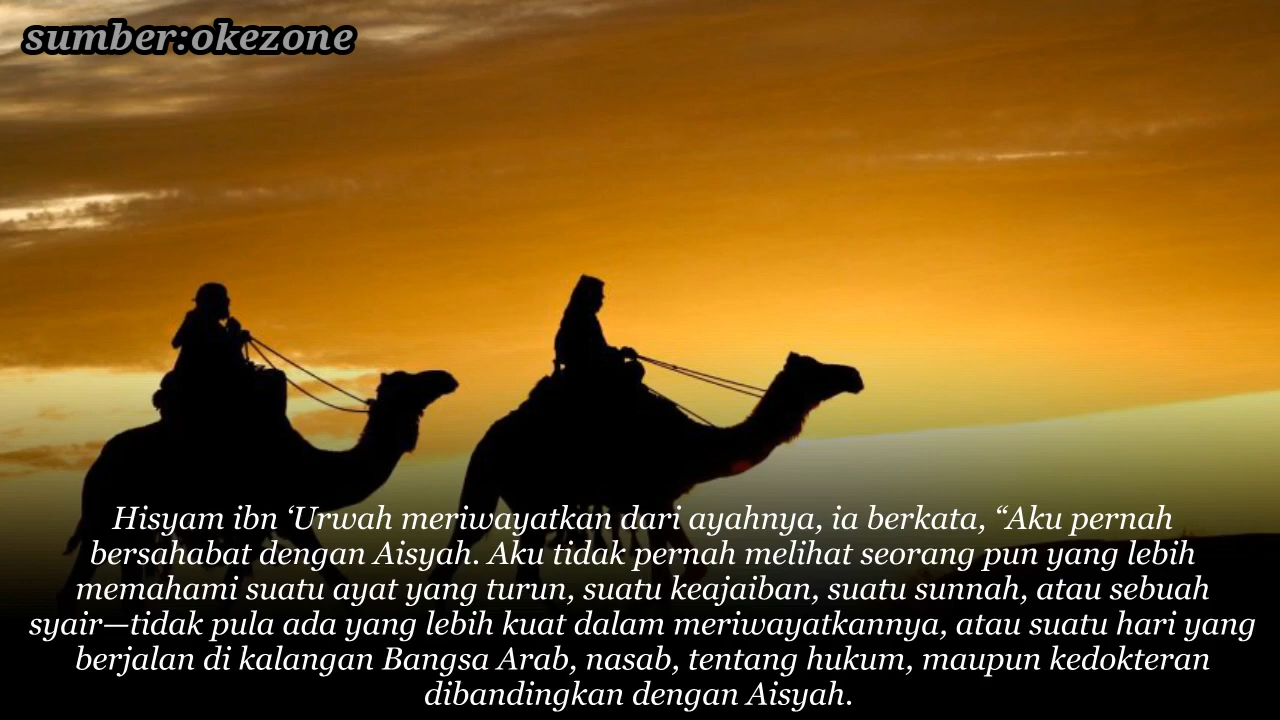 sumber:okezone
Hisyam ibn ‘Urwah meriwayatkan dari ayahnya, ia berkata, “Aku pernah
bersahabat dengan Aisyah. Aku tidak pernah melihat seorang pun yang lebih
memahami suatu ayat yang turun, suatu keajaiban, suatu sunnah, atau sebuah
syair—tidak pula ada yang lebih kuat dalam meriwayatkannya, atau suatu hari yang
berjalan di kalangan Bangsa Arab, nasab, tentang hukum, maupun kedokteran
dibandingkan dengan Aisyah.